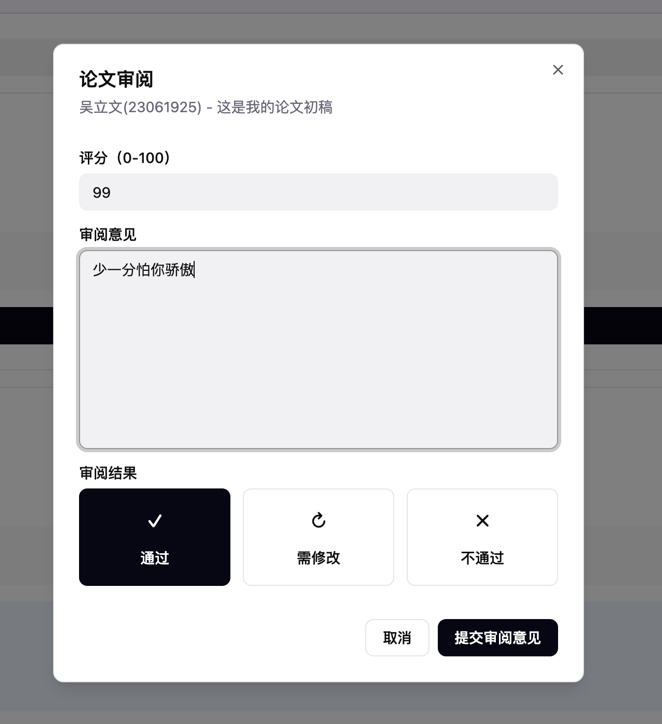 论文审阅
吴立文(23061925) - 这是我的论文初稿
评分（0-100）
99
审阅意见
少一分怕你骄傲
审阅结果
通过
需修改
不通过
取消
提交审阅意见